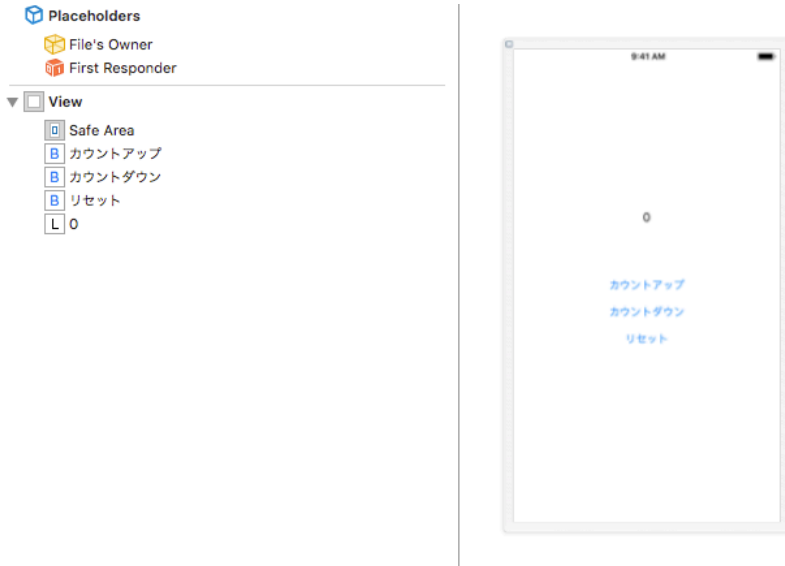 Placeholders
File's Owner
First Responder
View
Safe Area
B カウントアップ
B カウントダウン
B リセット
L 0
9:41 AM
0
カウントアップ
カウントダウン
リセット